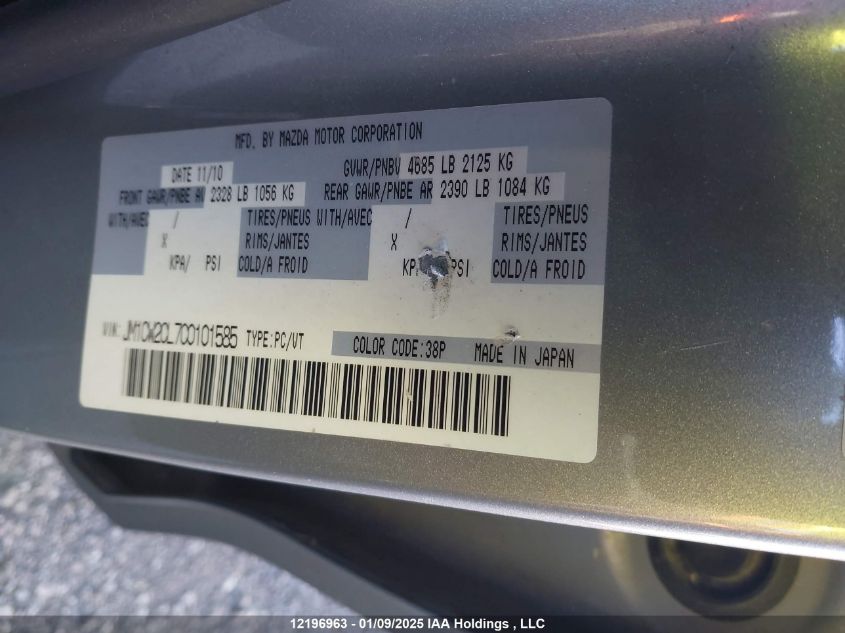 MFD. BY MAZDA MOTOR CORPORATION
DATE 11/10 GVWR/PNBV 4685 LB 2125 KG
FRONT GAWR/PNBE AV 2328 LB 1056 KG REAR GAWR/PNBE AR 2390 LB 1084 KG
WITH/AVEC / TIRES/PNEUS WITH/AVEC / TIRES/PNEUS
X RIMS/JANTES X RIMS/JANTES
KPA/ PSI COLD/A FROID PSI COLD/A FROID
VIN: JM1CW2CL7C0101585 TYPE:PC/VT COLOR CODE:38P MADE IN JAPAN
12196963 - 01/09/2025 IAA Holdings , LLC